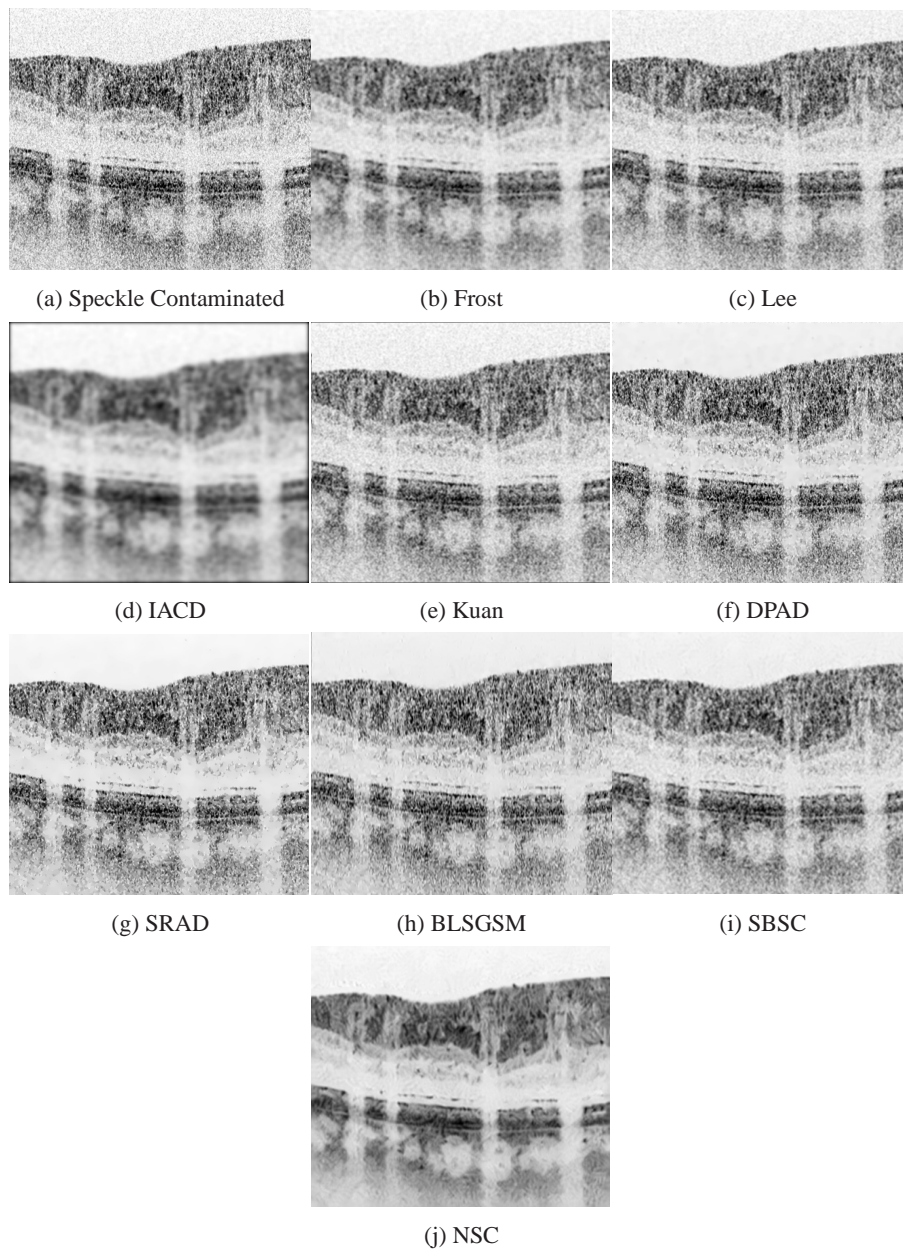 (a) Speckle Contaminated
(b) Frost
(c) Lee
(d) IACD
(e) Kuan
(f) DPAD
(g) SRAD
(h) BLSGSM
(i) SBSC
(j) NSC